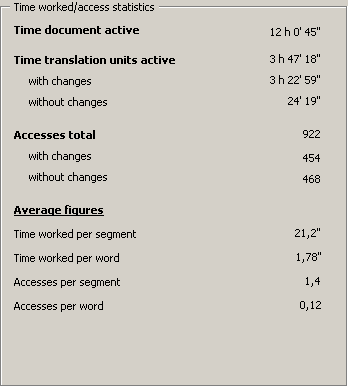 Time worked/access statistics
Time document active 12 h 0' 45"
Time translation units active 3 h 47' 18"
with changes 3 h 22' 59"
without changes 24' 19"
Accesses total 922
with changes 454
without changes 468
Average figures
Time worked per segment 21,2"
Time worked per word 1,78"
Accesses per segment 1,4
Accesses per word 0,12